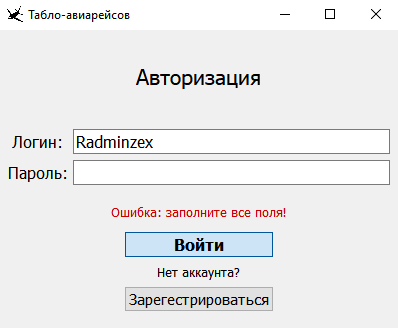 Табло-авиарейсов
Авторизация
Логин: Radminzex
Пароль:
Ошибка: заполните все поля!
Войти
Нет аккаунта?
Зарегестрироваться